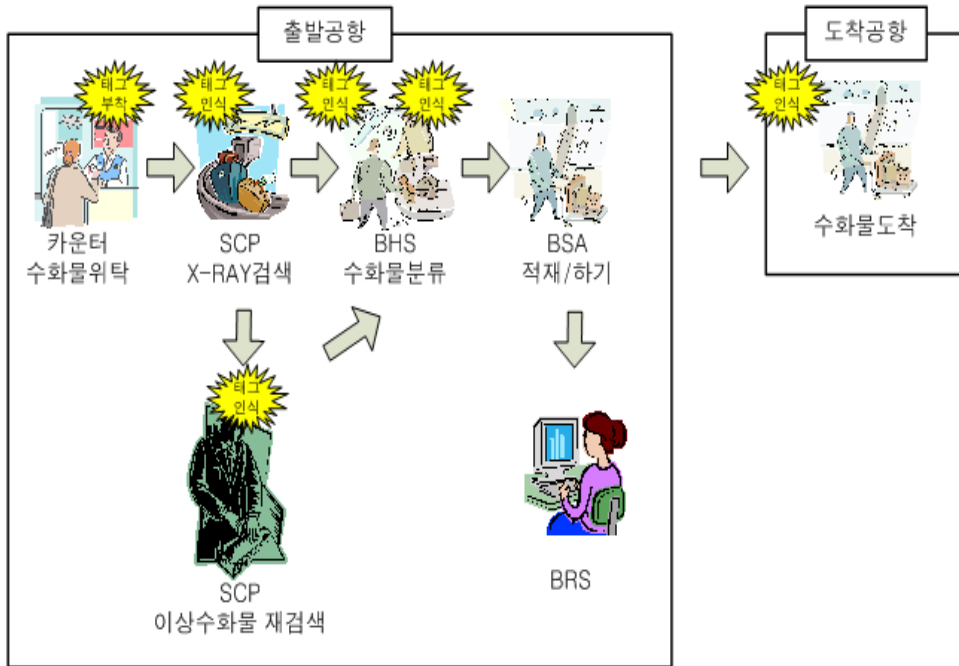 출발공항
도착공항
태그
부착
태그
인식
태그
인식
태그
인식
태그
인식
카운터
수화물위탁
SCP
X-RAY검색
BHS
수화물분류
BSA
적재/하기
수화물도착
태그
인식
SCP
이상수화물 재검색
BRS